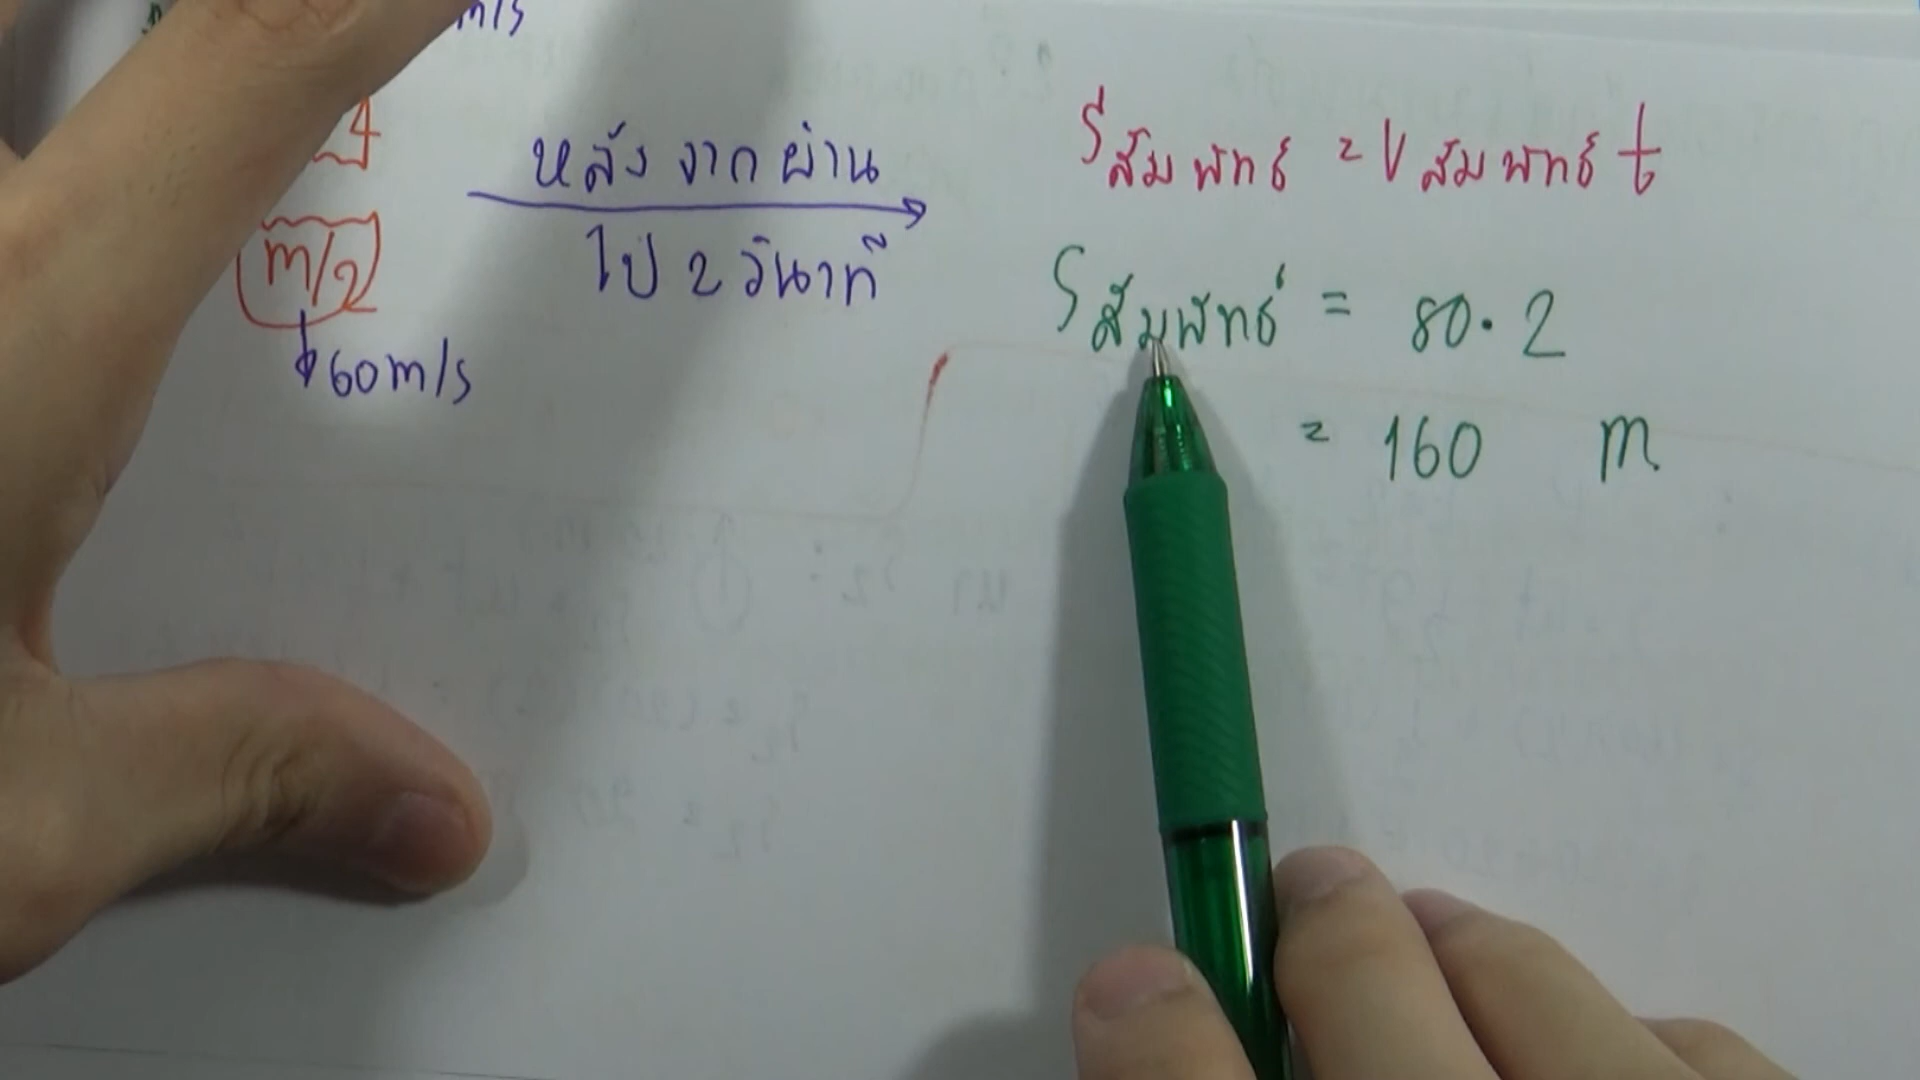 m/s
4
m/2
60 m/s
หลังจากผ่าน
ไป 2 วินาที
S สัมพัทธ์ = V สัมพัทธ์ t
S สัมพัทธ์ = 80 · 2
= 160 m